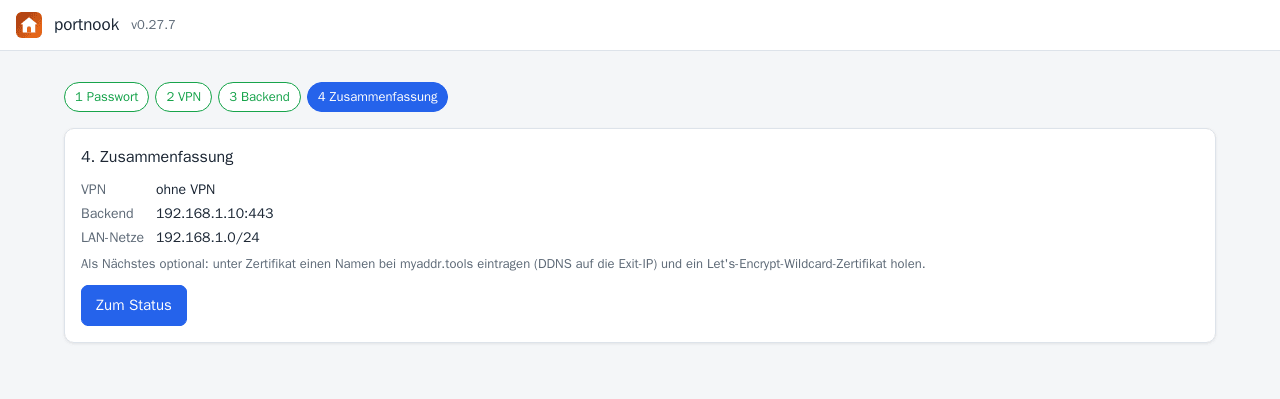 portnook v0.27.7
1 Passwort 2 VPN 3 Backend 4 Zusammenfassung
4. Zusammenfassung
VPN ohne VPN
Backend 192.168.1.10:443
LAN-Netze 192.168.1.0/24
Als Nächstes optional: unter Zertifikat einen Namen bei myaddr.tools eintragen (DDNS auf die Exit-IP) und ein Let's-Encrypt-Wildcard-Zertifikat holen.
Zum Status